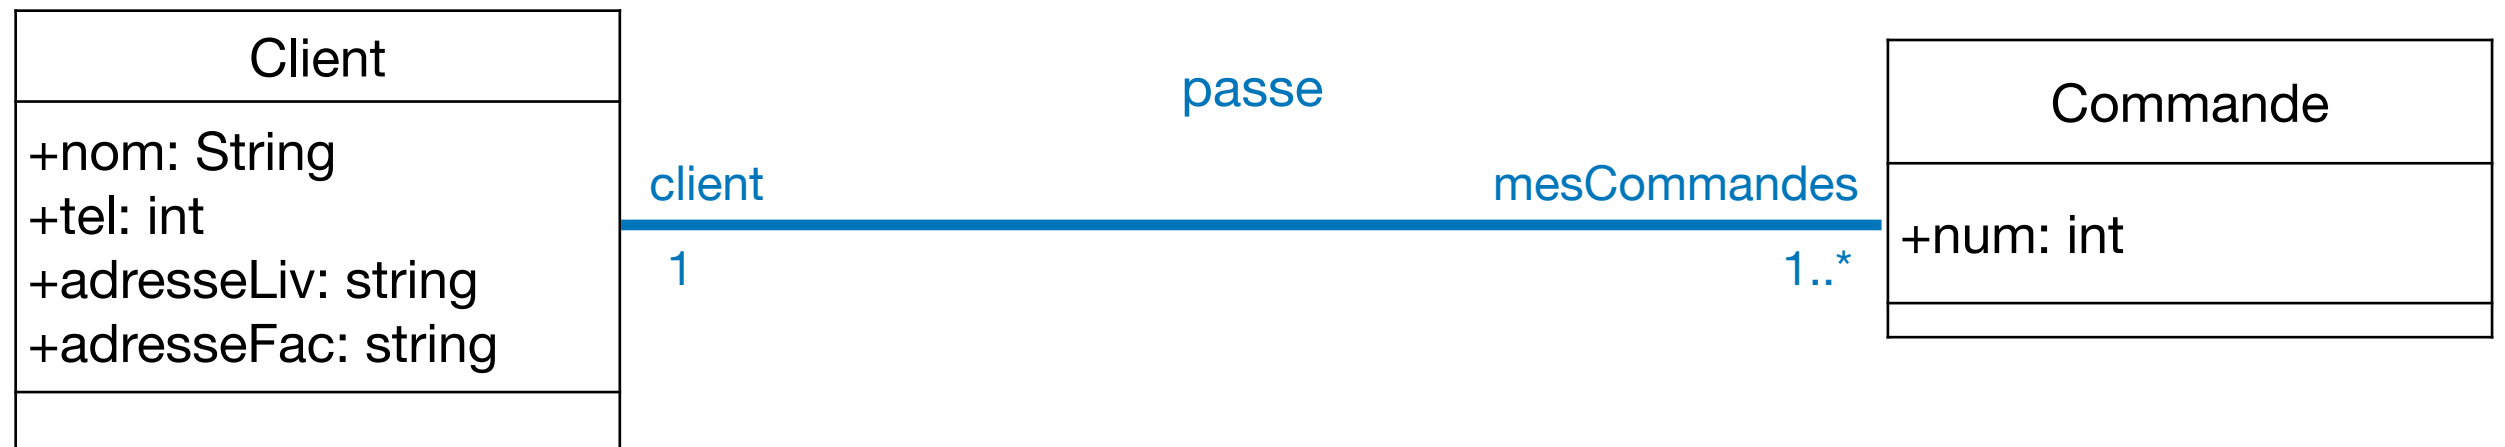 Client
+nom: String
+tel: int
+adresseLiv: string
+adresseFac: string
passe
client
mesCommandes
1
1..*
Commande
+num: int